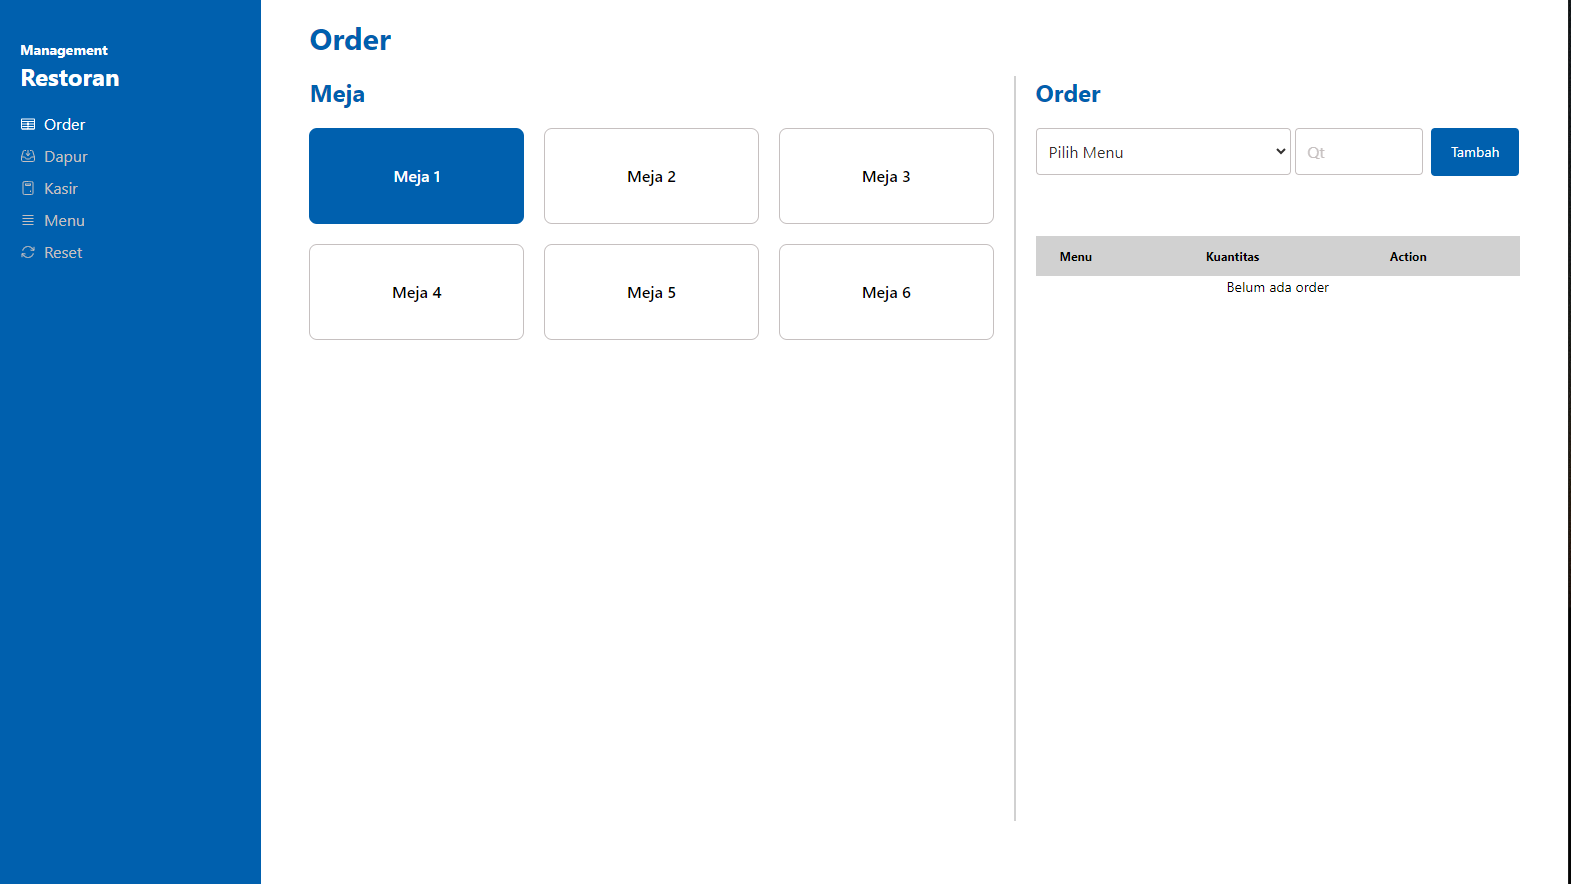 Management
Restoran
Order
Dapur
Kasir
Menu
Reset
Order
Meja
Meja 1
Meja 2
Meja 3
Meja 4
Meja 5
Meja 6
Order
Pilih Menu
Qt
Tambah
Menu Kuantitas Action
Belum ada order